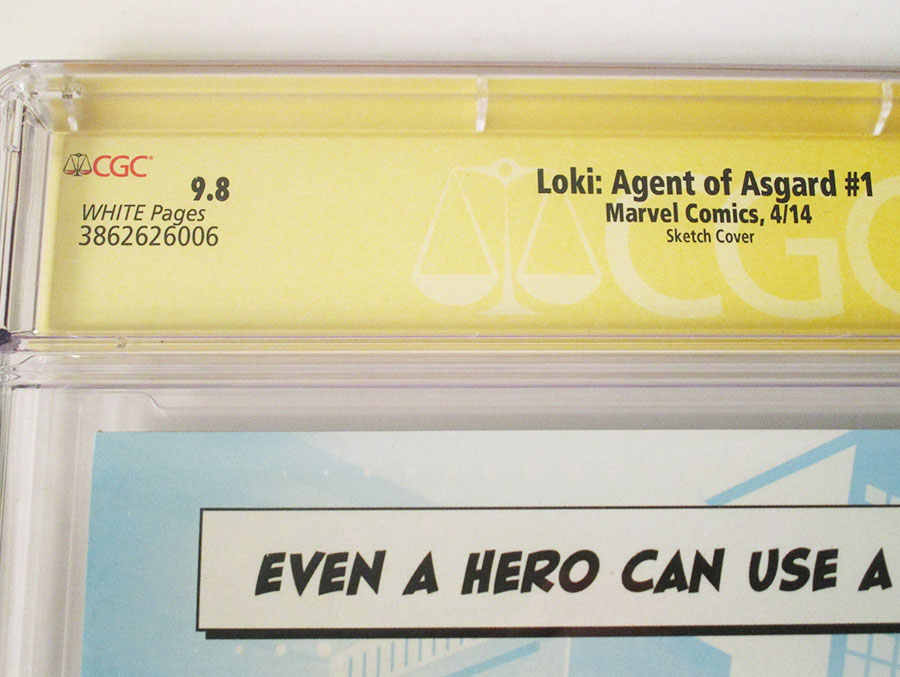 CGC
9.8
WHITE Pages
3862626006
Loki: Agent of Asgard #1
Marvel Comics, 4/14
Sketch Cover
CGC
EVEN A HERO CAN USE A